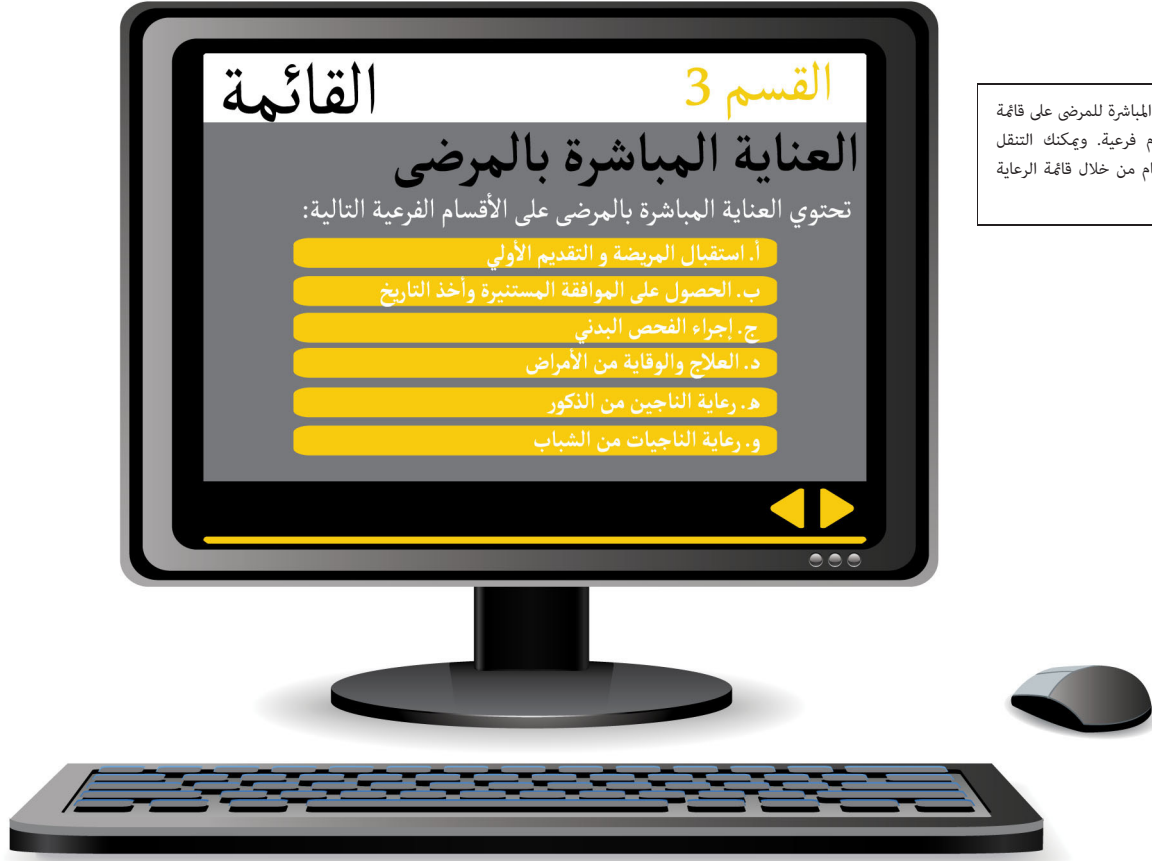 القسم 3
القائمة
العناية المباشرة بالمرضى
تحتوي العناية المباشرة بالمرضى على الأقسام الفرعية التالية:
أ. استقبال المريضة و التقديم الأولي
ب. الحصول على الموافقة المستنيرة وأخذ التاريخ
ج. إجراء الفحص البدني
د. العلاج والوقاية من الأمراض
ه. رعاية الناجين من الذكور
و. رعاية الناجيات من الشباب
المباشرة للمرضى على قائمة
م فرعية. ويمكنك التنقل
ام من خلال قائمة الرعاية